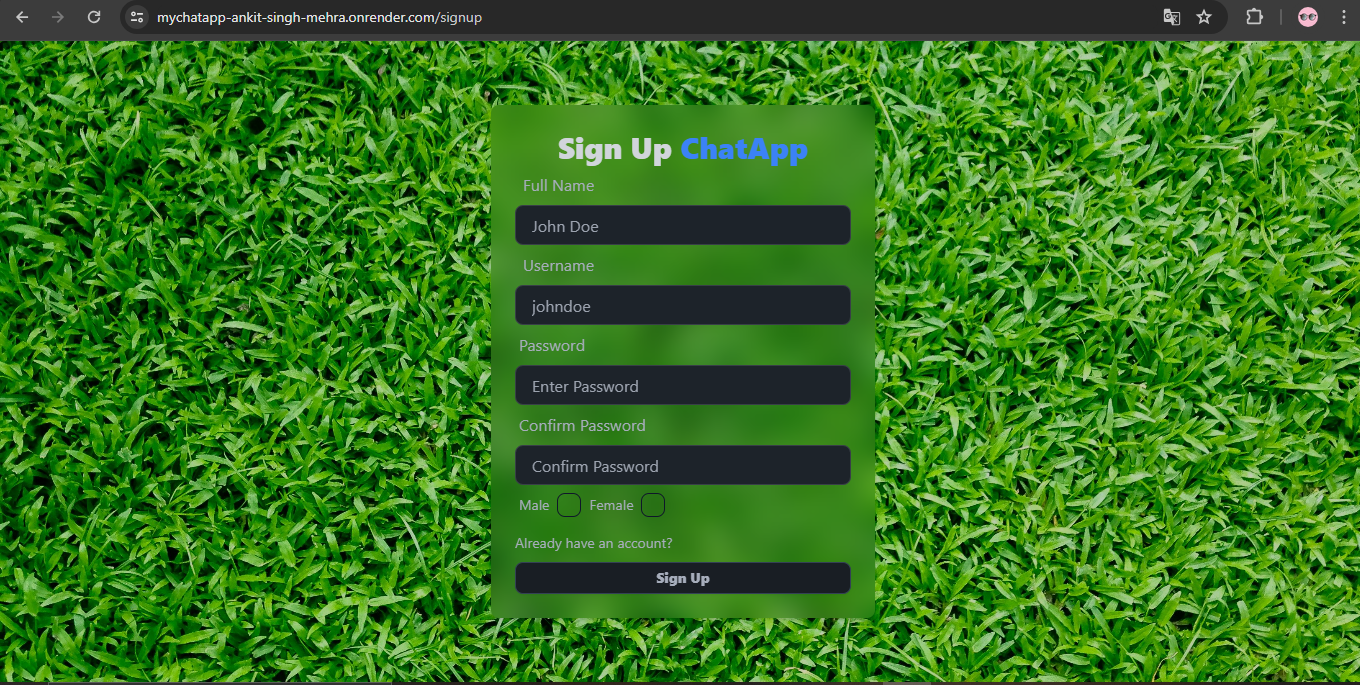 mychatapp-ankit-singh-mehra.onrender.com/signup
Sign Up ChatApp
Full Name
John Doe
Username
johndoe
Password
Enter Password
Confirm Password
Confirm Password
Male Female
Already have an account?
Sign Up